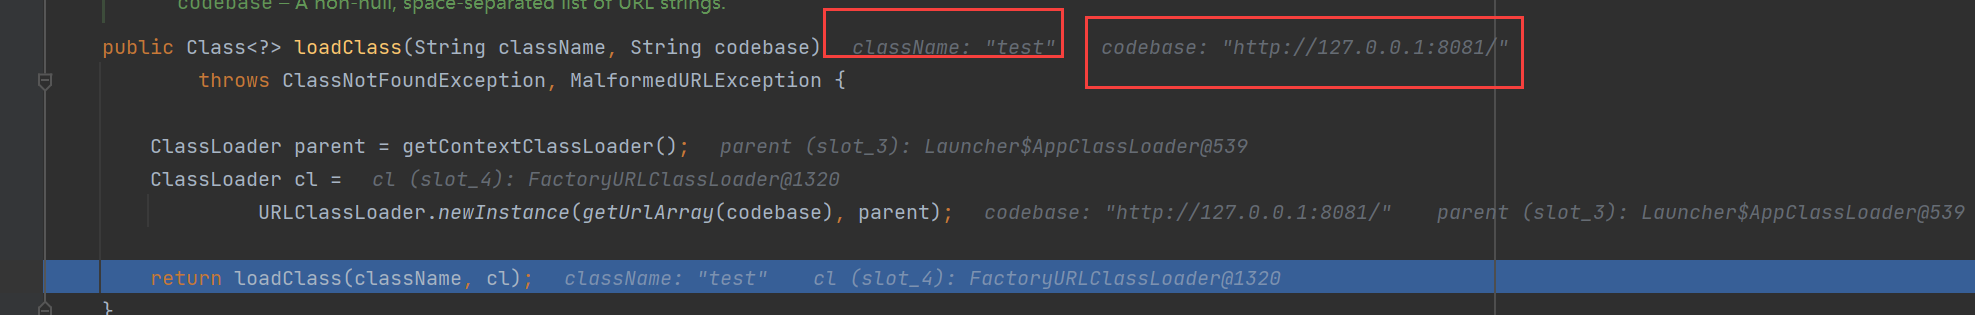 codebase – A non-null, space-separated list of URL strings.
public Class<?> loadClass(String className, String codebase) className: "test" codebase: "http://127.0.0.1:8081/"
throws ClassNotFoundException, MalformedURLException {
ClassLoader parent = getContextClassLoader(); parent (slot_3): Launcher$AppClassLoader@539
ClassLoader cl = cl (slot_4): FactoryURLClassLoader@1320
URLClassLoader.newInstance(getUrlArray(codebase), parent); codebase: "http://127.0.0.1:8081/" parent (slot_3): Launcher$AppClassLoader@539
return loadClass(className, cl); className: "test" cl (slot_4): FactoryURLClassLoader@1320
}